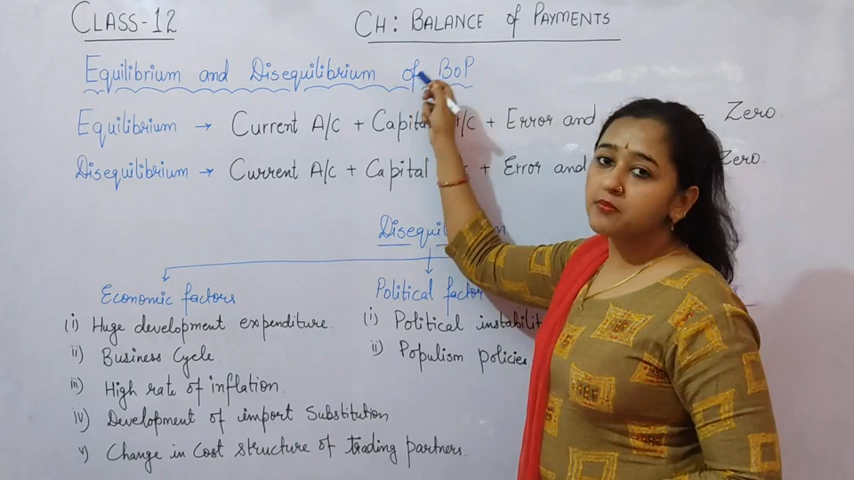 CLASS-12
CH: BALANCE of PAYMENTS
Equilibrium and Disequilibrium of BoP
Equilibrium → Current A/c + Capital A/c + Error and = Zero.
Disequilibrium → Current A/c + Capital + Error and Zero.
Economic factors
(i) Huge development expenditure.
ii) Business Cycle
iii) High rate of inflation.
iv) Development of import Substitution
v) Change in Cost structure of trading partners.
Political factor
(i) Political
ii) Populism policies